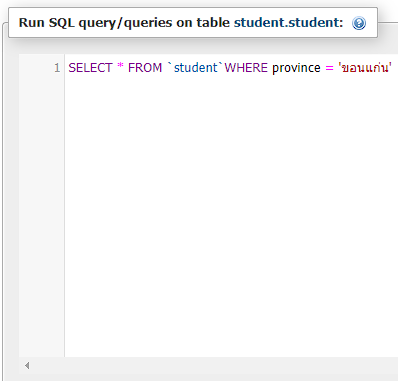 Run SQL query/queries on table student.student:
1 SELECT * FROM `student`WHERE province = 'ขอนแก่น'